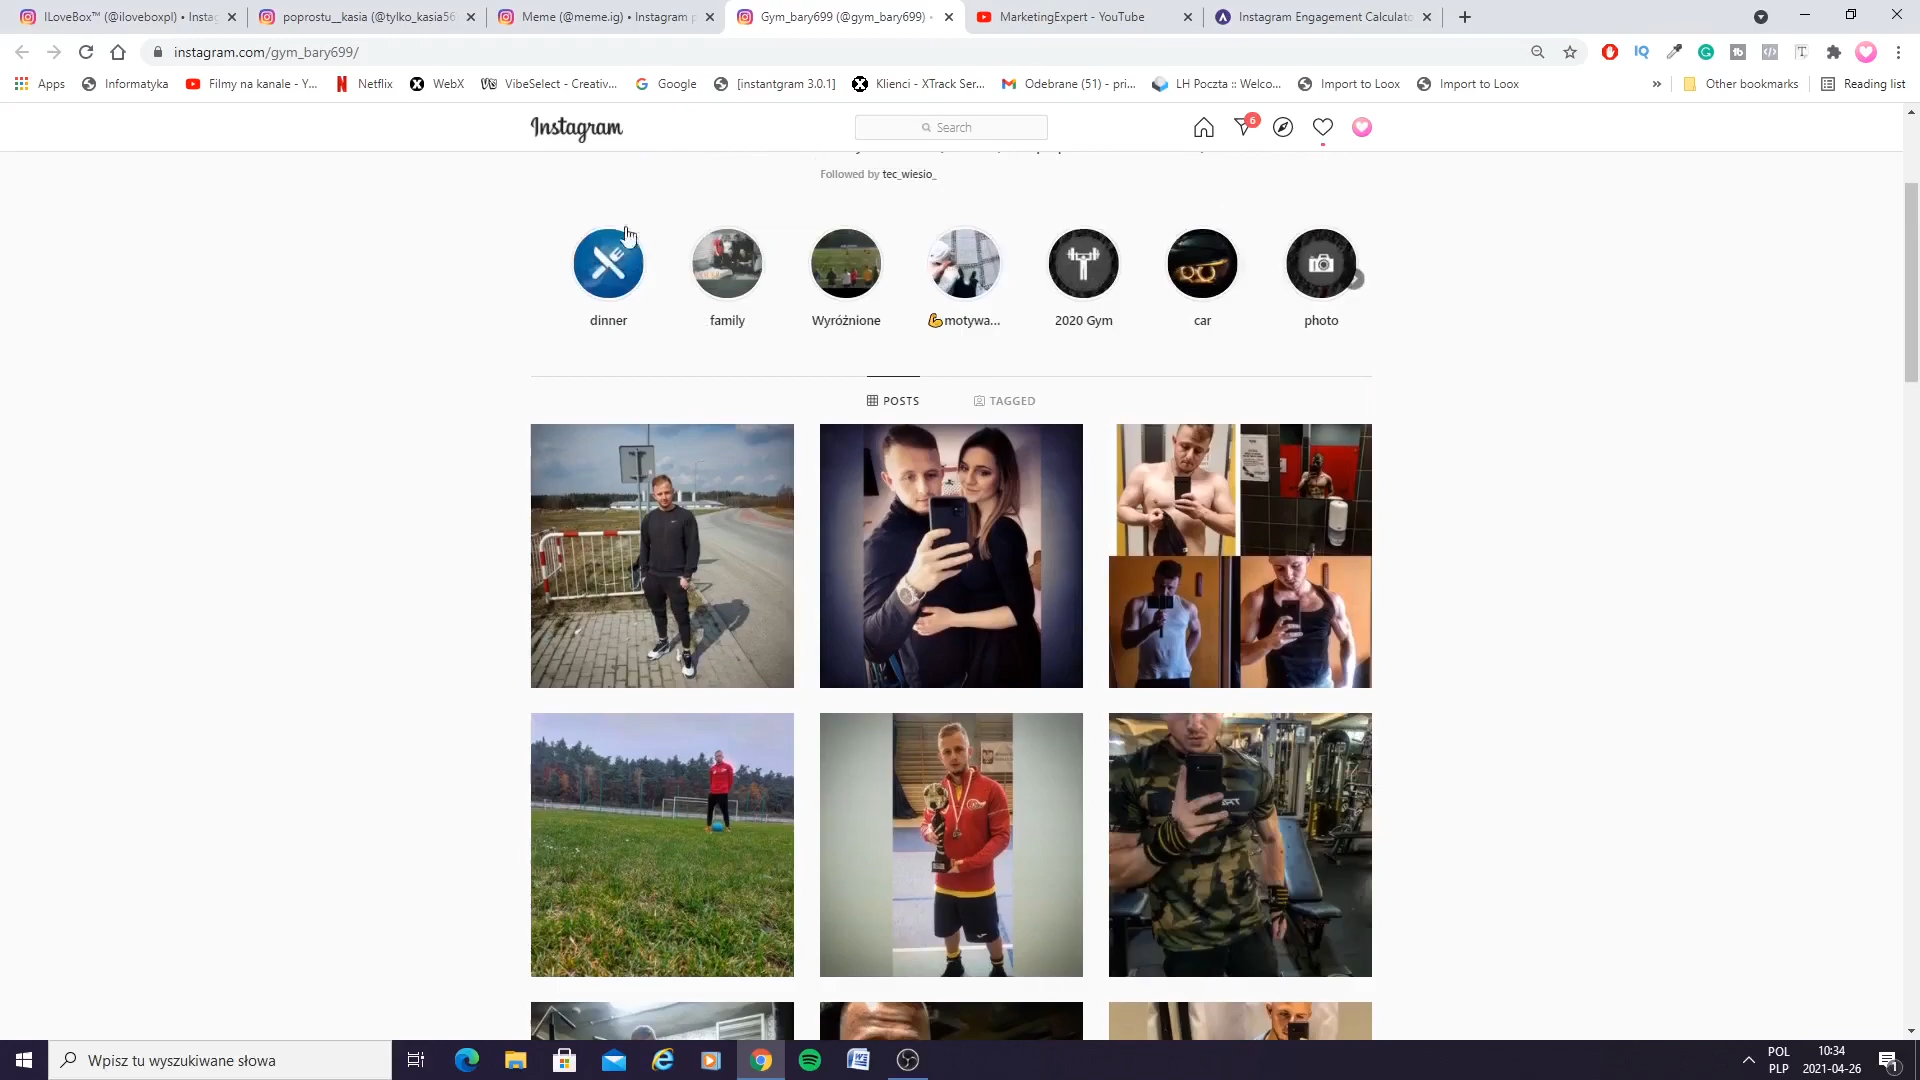 ILoveBox™ (@iloveboxpl) • Instag
poprostu__kasia (@tylko_kasia56
Meme (@meme.ig) • Instagram p
Gym_bary699 (@gym_bary699) •
MarketingExpert - YouTube
Instagram Engagement Calculato
instagram.com/gym_bary699/
Apps
Informatyka
Filmy na kanale - Y...
Netflix
WebX
VibeSelect - Creativ...
Google
[instantgram 3.0.1]
Klienci - XTrack Ser...
Odebrane (51) - pri...
LH Poczta :: Welco...
Import to Loox
Import to Loox
»
Other bookmarks
Reading list
Instagram
Search
6
Followed by tec_wiesio_
dinner
family
Wyróżnione
💪motywa...
2020 Gym
car
photo
POSTS
TAGGED
Wpisz tu wyszukiwane słowa
POL
PLP
10:34
2021-04-26
1